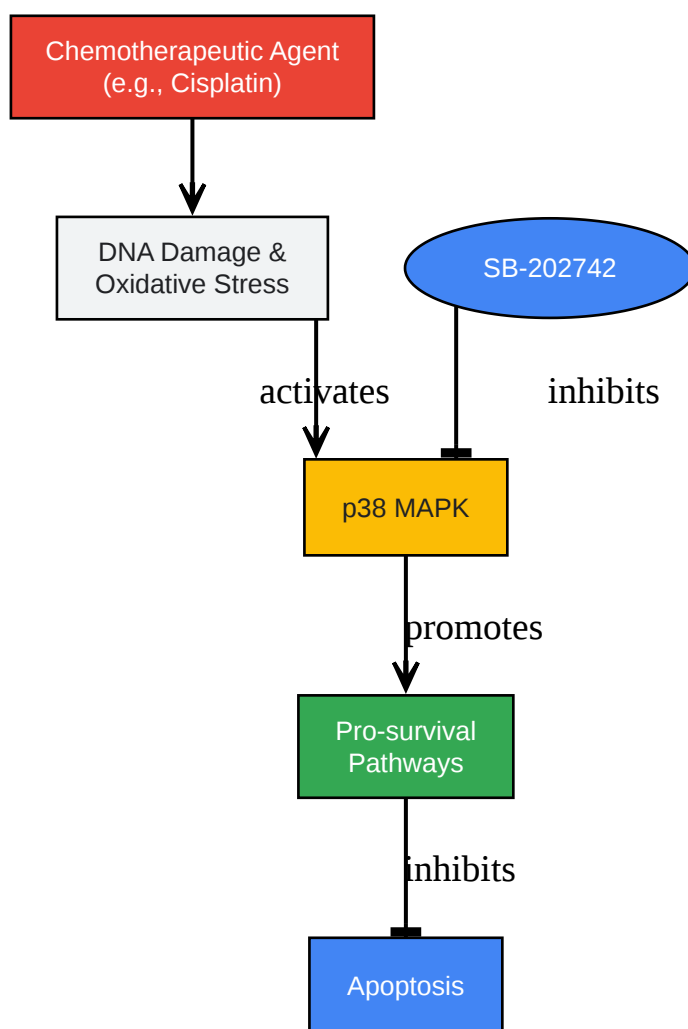 Chemotherapeutic Agent
(e.g., Cisplatin)
DNA Damage &
Oxidative Stress
SB-202742
activates
inhibits
p38 MAPK
promotes
Pro-survival
Pathways
inhibits
Apoptosis